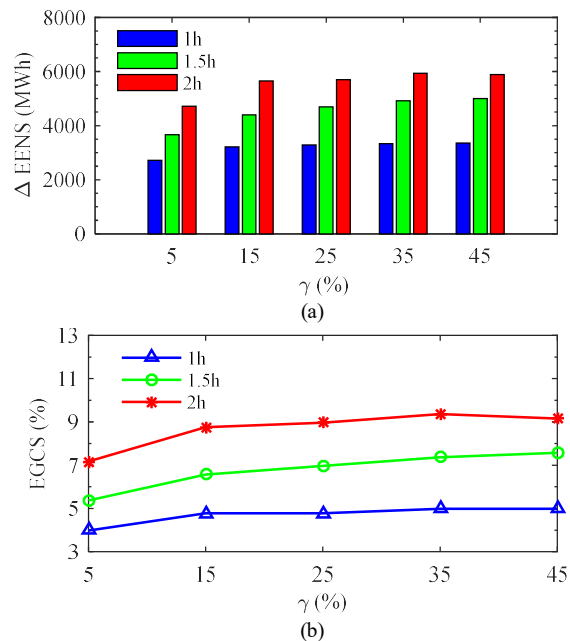 8000
6000
4000
2000
0
Δ EENS (MWh)
1h
1.5h
2h
5 15 25 35 45
γ (%)
(a)
13
11
9
7
5
3
EGCS (%)
1h
1.5h
2h
5 15 25 35 45
γ (%)
(b)